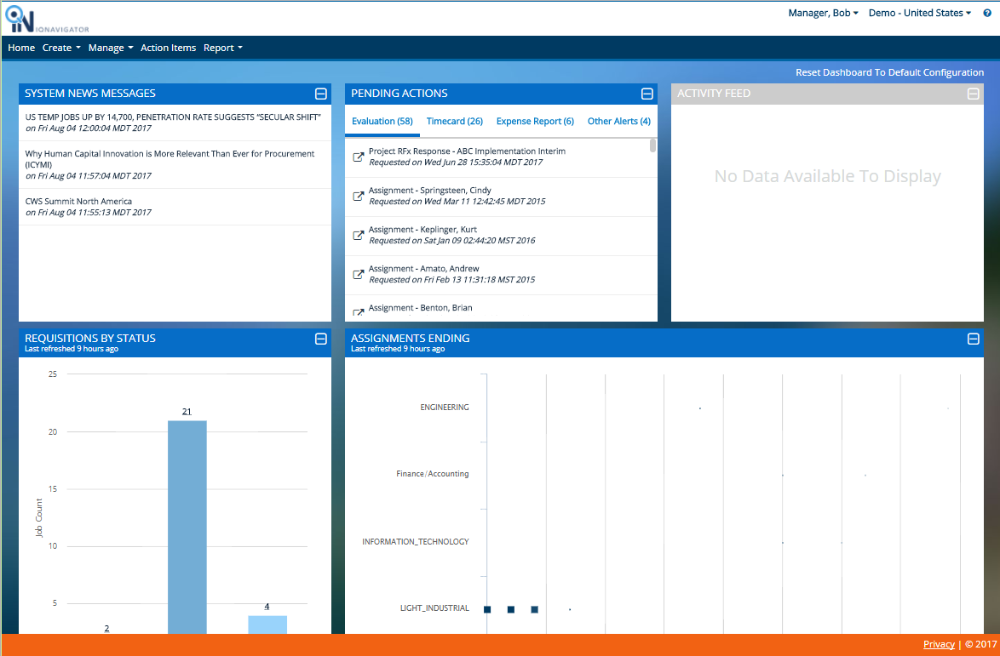 IQN IQNAVIGATOR
Manager, Bob
Demo - United States
?
Home
Create
Manage
Action Items
Report
Reset Dashboard To Default Configuration
SYSTEM NEWS MESSAGES
US TEMP JOBS UP BY 14,700, PENETRATION RATE SUGGESTS “SECULAR SHIFT”
on Fri Aug 04 12:00:04 MDT 2017
Why Human Capital Innovation is More Relevant Than Ever for Procurement
(ICYMI)
on Fri Aug 04 11:57:04 MDT 2017
CWS Summit North America
on Fri Aug 04 11:55:13 MDT 2017
PENDING ACTIONS
Evaluation (58)
Timecard (26)
Expense Report (6)
Other Alerts (4)
Project RFx Response - ABC Implementation Interim
Requested on Wed Jun 28 15:35:04 MDT 2017
Assignment - Springsteen, Cindy
Requested on Wed Mar 11 12:42:45 MDT 2015
Assignment - Keplinger, Kurt
Requested on Sat Jan 09 02:44:20 MST 2016
Assignment - Amato, Andrew
Requested on Fri Feb 13 11:31:18 MST 2015
Assignment - Benton, Brian
ACTIVITY FEED
No Data Available To Display
REQUISITIONS BY STATUS
Last refreshed 9 hours ago
25
20
15
10
5
Job Count
2
21
4
ASSIGNMENTS ENDING
Last refreshed 9 hours ago
ENGINEERING
Finance/Accounting
INFORMATION_TECHNOLOGY
LIGHT_INDUSTRIAL
Privacy | © 2017